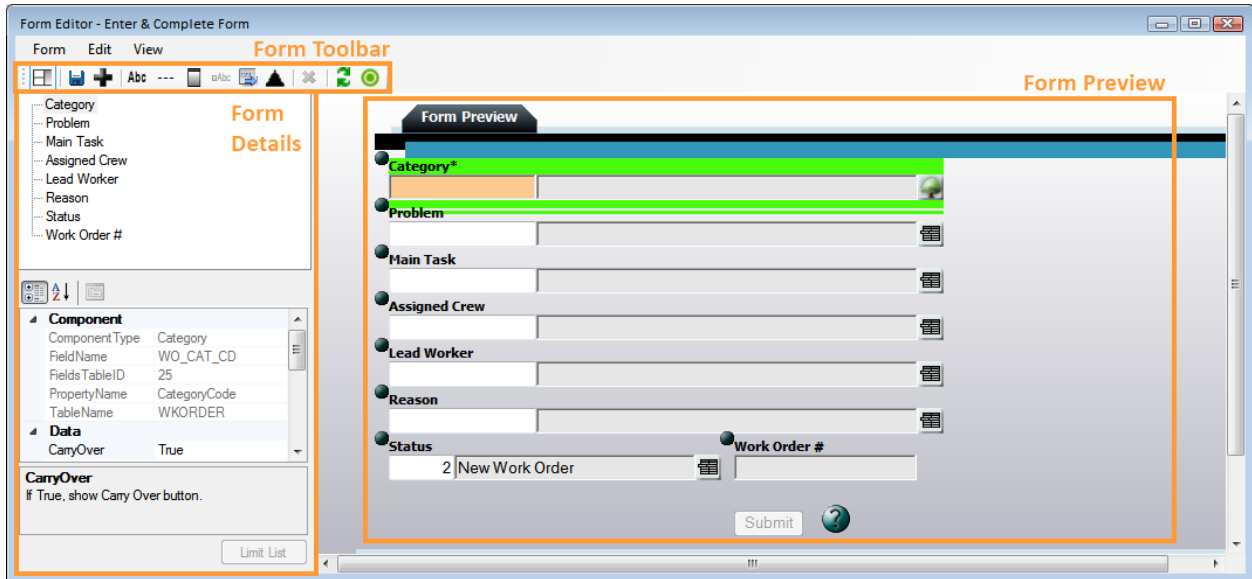 Form Editor - Enter & Complete Form
Form Edit View
Form Toolbar
Abc --- Abc
Form Preview
Category
Problem
Main Task
Assigned Crew
Lead Worker
Reason
Status
Work Order #
Form
Details
Form Preview
Category*
Problem
Main Task
Assigned Crew
Lead Worker
Reason
Status Work Order #
2 New Work Order
Submit ?
A
Z
Component
ComponentType Category
FieldName WO_CAT_CD
FieldsTableID 25
PropertyName CategoryCode
TableName WKORDER
Data
CarryOver True
CarryOver
If True, show Carry Over button.
Limit List